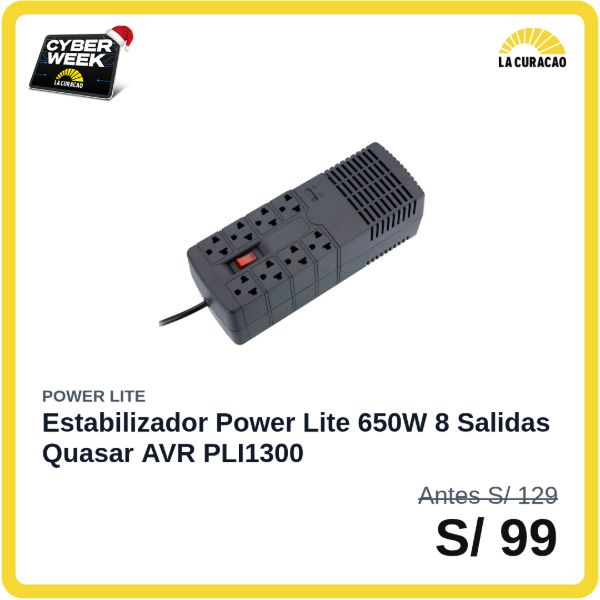 CYBER
WEEK
LA CURACAO
LA CURACAO
POWER LITE
Estabilizador Power Lite 650W 8 Salidas
Quasar AVR PLI1300
Antes S/ 129
S/ 99